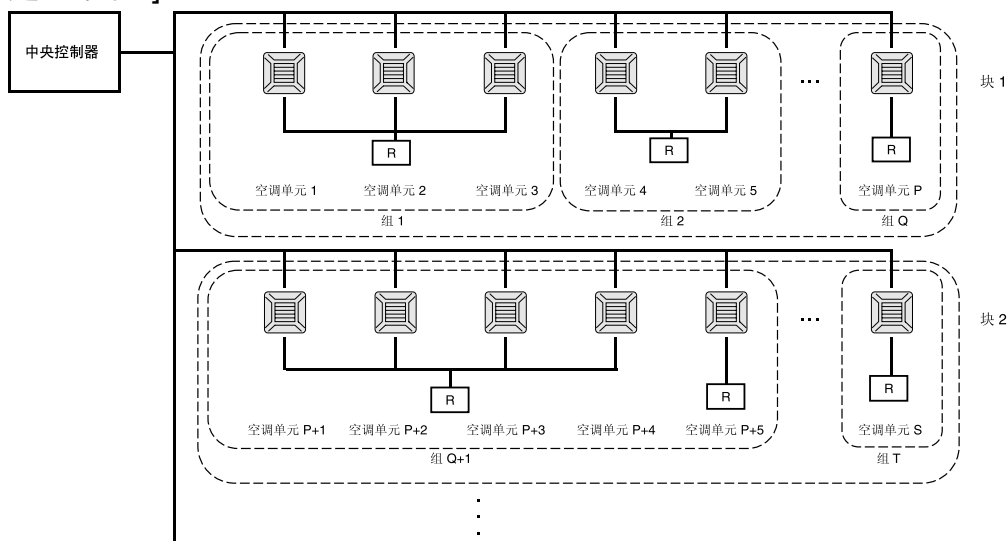 中央控制器
块 1
R
R
R
空调单元 1 空调单元 2 空调单元 3 空调单元 4 空调单元 5 空调单元 P
组 1 组 2 组 Q
块 2
R
R
R
空调单元 P+1 空调单元 P+2 空调单元 P+3 空调单元 P+4 空调单元 P+5 空调单元 S
组 Q+1 组 T